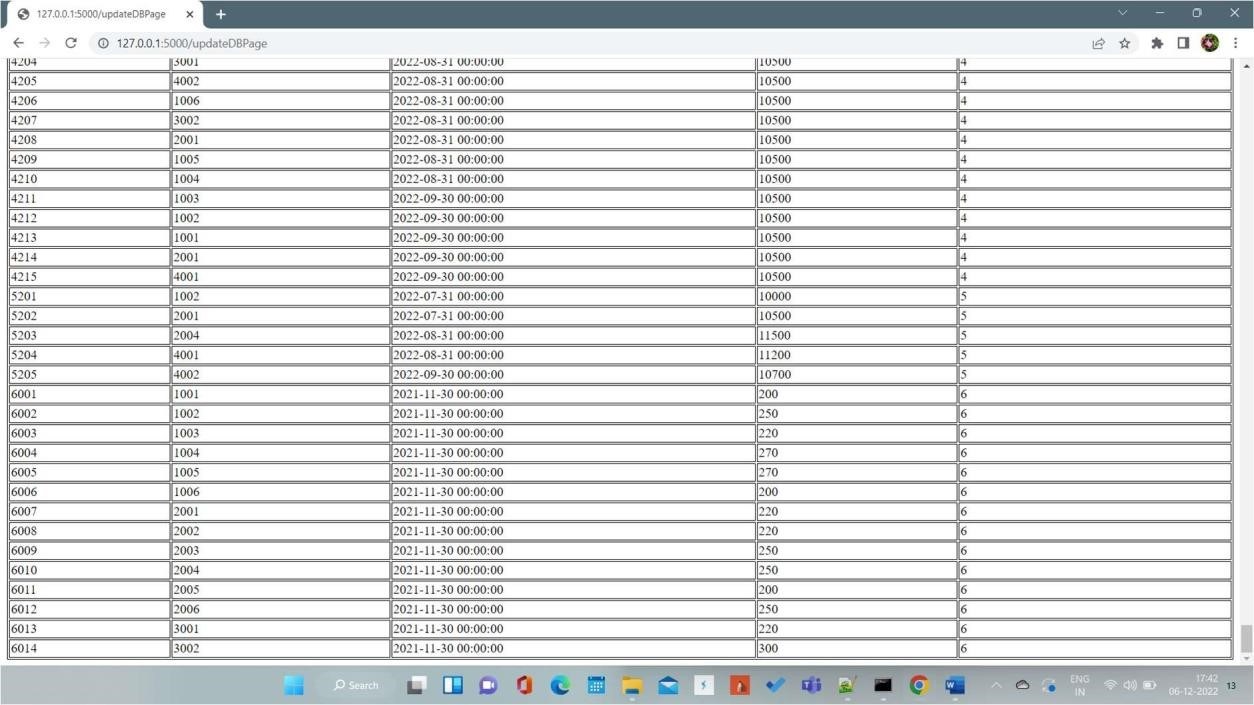 127.0.0.1:5000/updateDBPage
127.0.0.1:5000/updateDBPage
4204 3001 2022-08-31 00:00:00 10500 4
4205 4002 2022-08-31 00:00:00 10500 4
4206 1006 2022-08-31 00:00:00 10500 4
4207 3002 2022-08-31 00:00:00 10500 4
4208 2001 2022-08-31 00:00:00 10500 4
4209 1005 2022-08-31 00:00:00 10500 4
4210 1004 2022-08-31 00:00:00 10500 4
4211 1003 2022-09-30 00:00:00 10500 4
4212 1002 2022-09-30 00:00:00 10500 4
4213 1001 2022-09-30 00:00:00 10500 4
4214 2001 2022-09-30 00:00:00 10500 4
4215 4001 2022-09-30 00:00:00 10500 4
5201 1002 2022-07-31 00:00:00 10000 5
5202 2001 2022-07-31 00:00:00 10500 5
5203 2004 2022-08-31 00:00:00 11500 5
5204 4001 2022-08-31 00:00:00 11200 5
5205 4002 2022-09-30 00:00:00 10700 5
6001 1001 2021-11-30 00:00:00 200 6
6002 1002 2021-11-30 00:00:00 250 6
6003 1003 2021-11-30 00:00:00 220 6
6004 1004 2021-11-30 00:00:00 270 6
6005 1005 2021-11-30 00:00:00 270 6
6006 1006 2021-11-30 00:00:00 200 6
6007 2001 2021-11-30 00:00:00 220 6
6008 2002 2021-11-30 00:00:00 220 6
6009 2003 2021-11-30 00:00:00 250 6
6010 2004 2021-11-30 00:00:00 250 6
6011 2005 2021-11-30 00:00:00 200 6
6012 2006 2021-11-30 00:00:00 250 6
6013 3001 2021-11-30 00:00:00 220 6
6014 3002 2021-11-30 00:00:00 300 6
Search
ENG
IN
17:42
06-12-2022
13